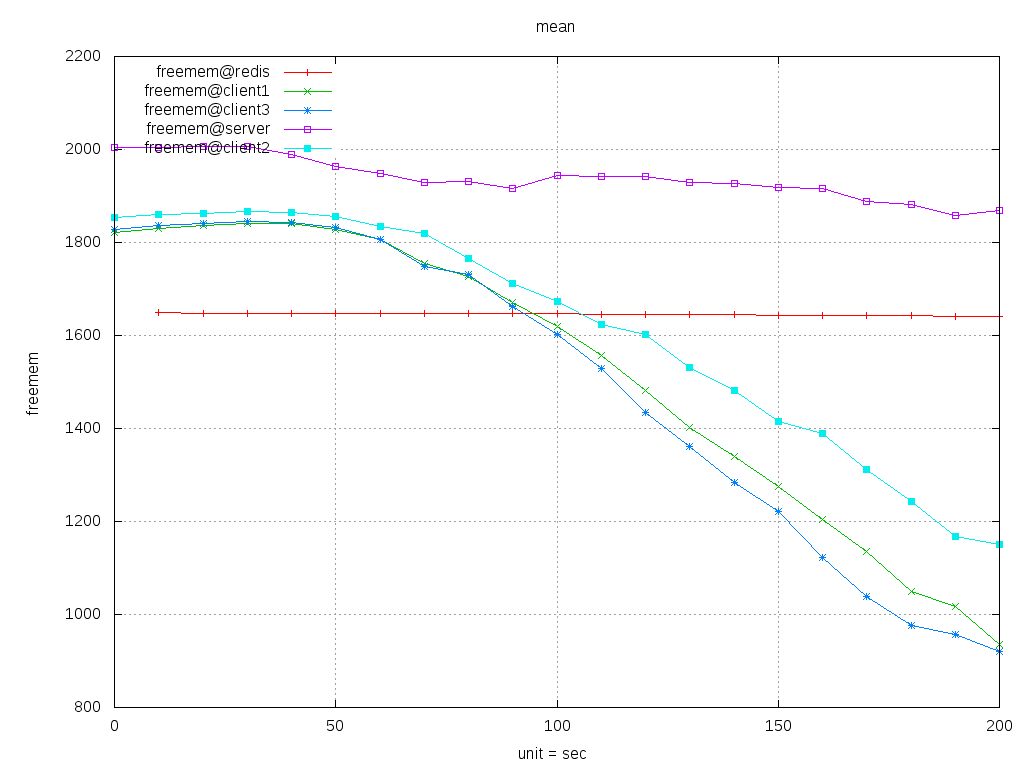 mean
2200
2000
1800
1600
1400
1200
1000
800
freemem
freemem@redis
freemem@client1
freemem@client3
freemem@server
freemem@client2
0 50 100 150 200
unit = sec